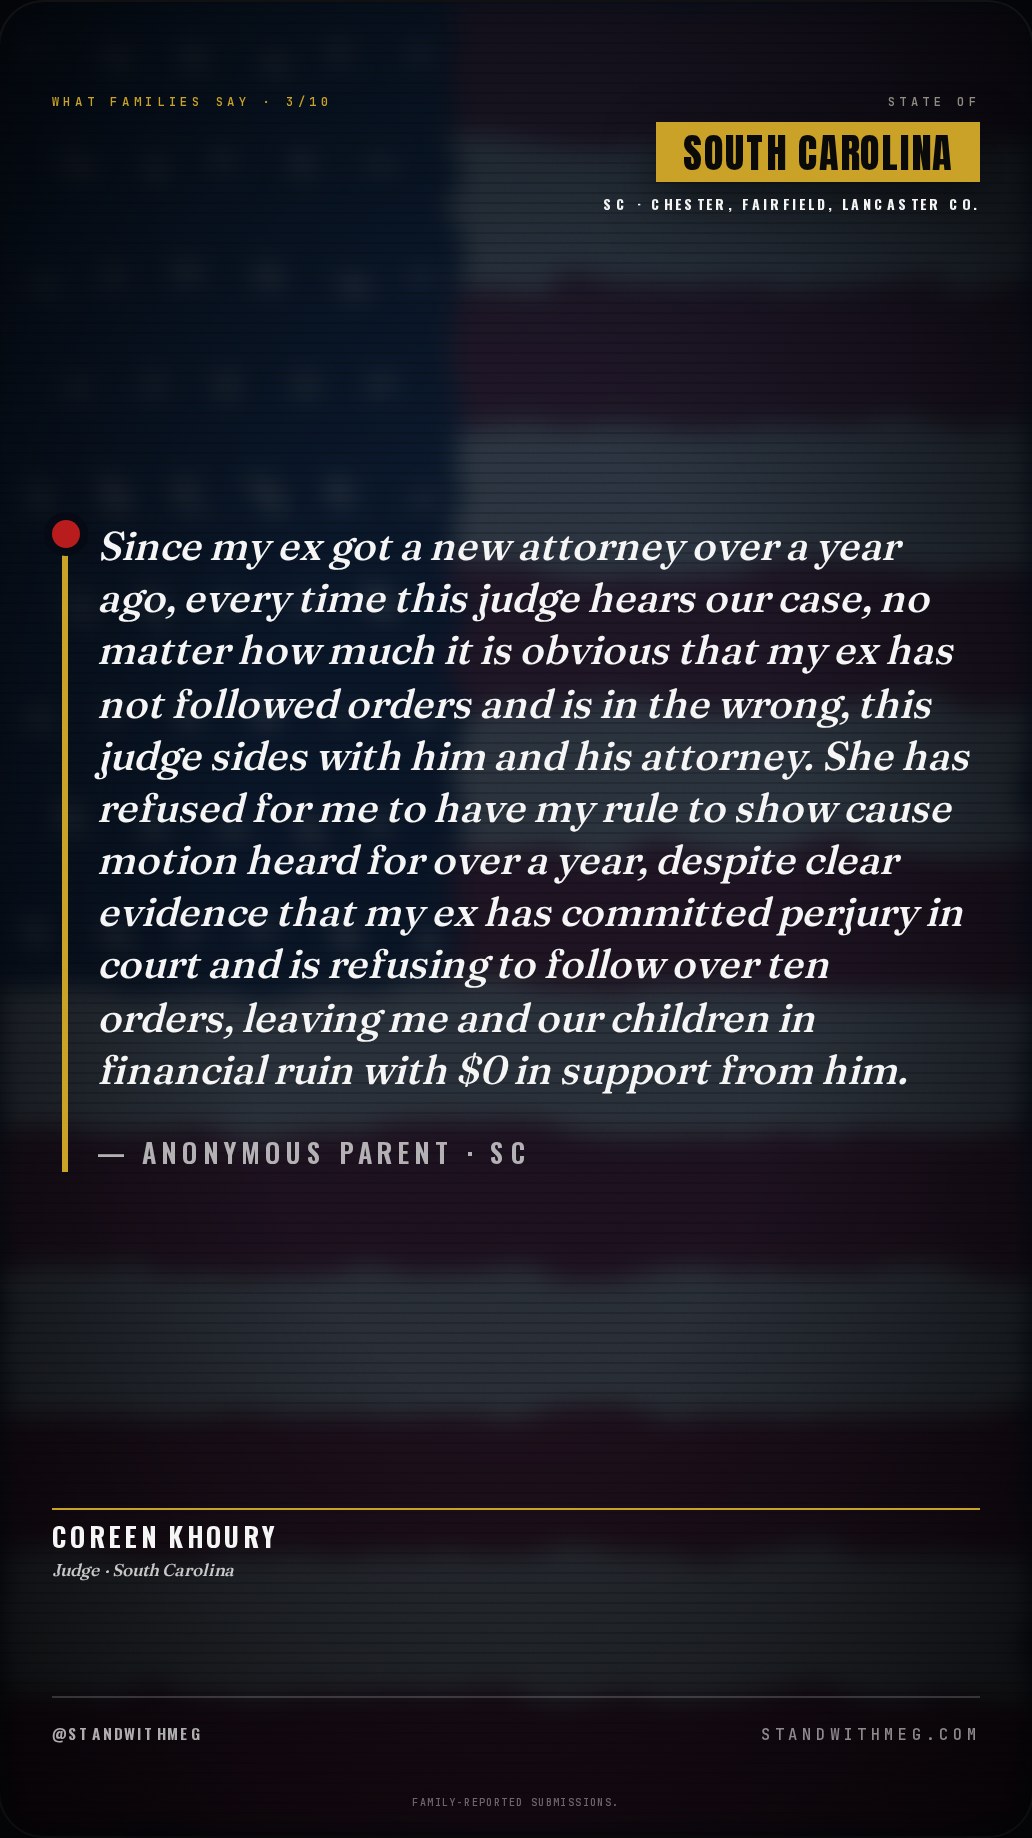 WHAT FAMILIES SAY · 3/10
STATE OF
SOUTH CAROLINA
SC · CHESTER, FAIRFIELD, LANCASTER CO.
Since my ex got a new attorney over a year
ago, every time this judge hears our case, no
matter how much it is obvious that my ex has
not followed orders and is in the wrong, this
judge sides with him and his attorney. She has
refused for me to have my rule to show cause
motion heard for over a year, despite clear
evidence that my ex has committed perjury in
court and is refusing to follow over ten
orders, leaving me and our children in
financial ruin with $0 in support from him.
— ANONYMOUS PARENT · SC
COREEN KHOURY
Judge · South Carolina
@STANDWITHMEG
STANDWITHMEG.COM
FAMILY-REPORTED SUBMISSIONS.